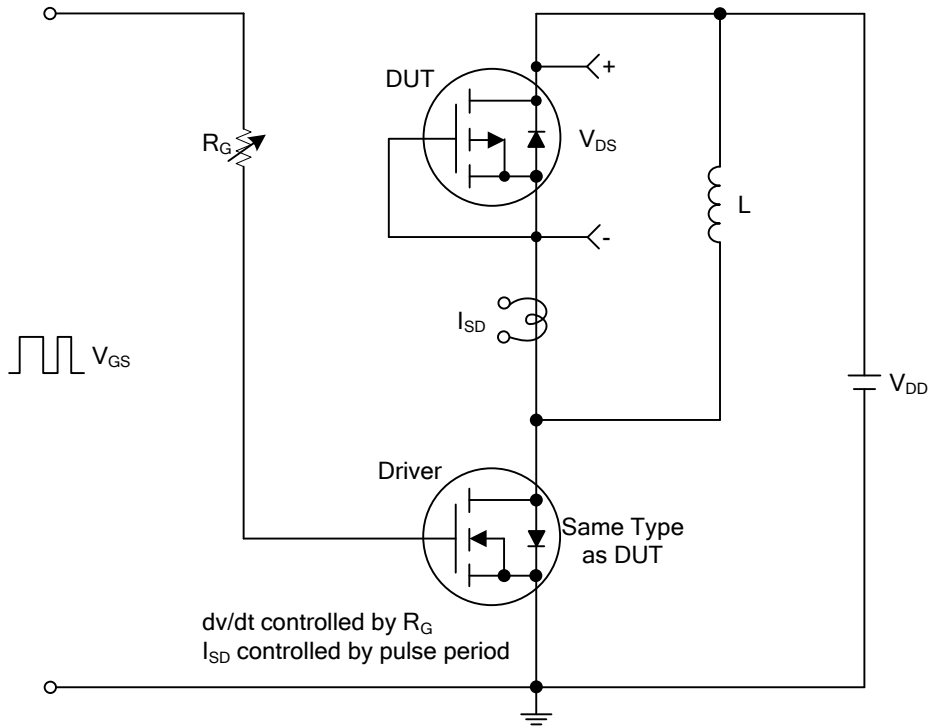 DUT
+
R_G
V_DS
L
-
I_SD
V_GS
V_DD
Driver
Same Type
as DUT
dv/dt controlled by R_G
I_SD controlled by pulse period